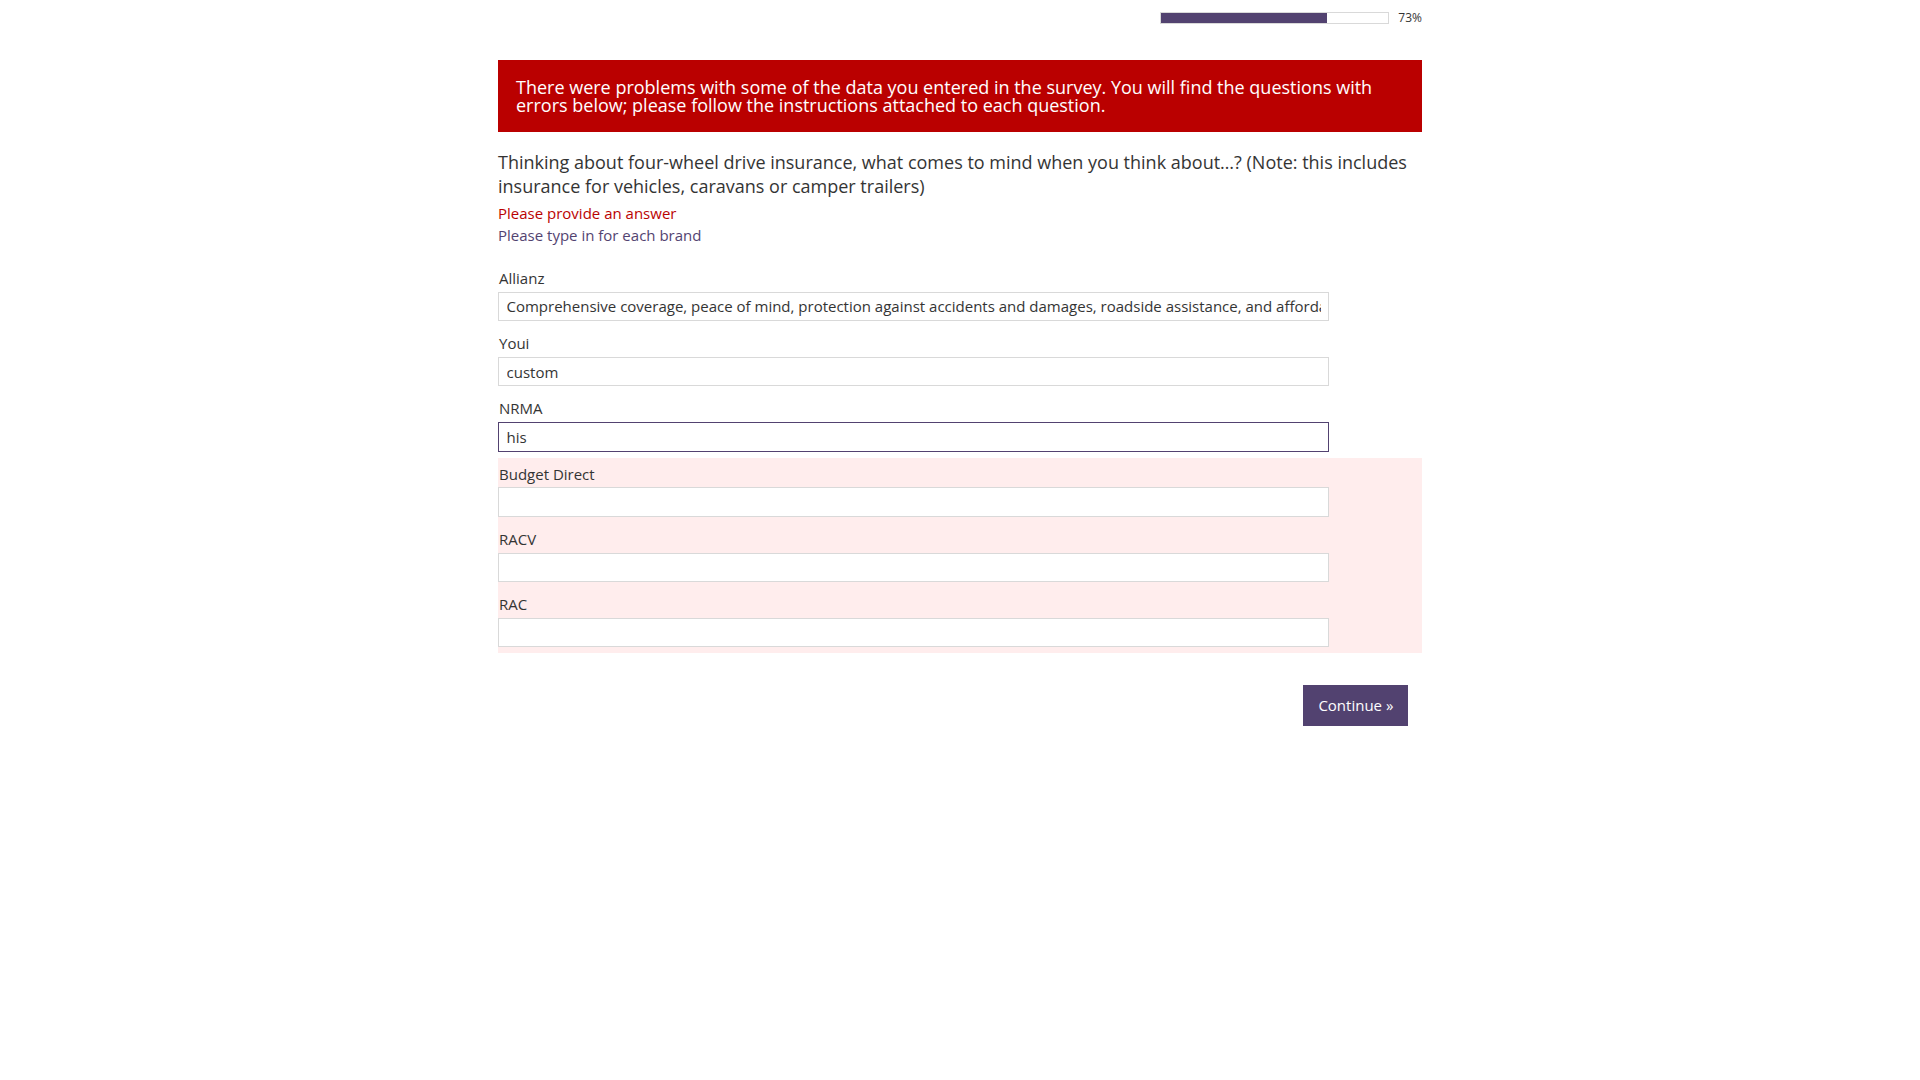 73%
There were problems with some of the data you entered in the survey. You will find the questions with
errors below; please follow the instructions attached to each question.
Thinking about four-wheel drive insurance, what comes to mind when you think about...? (Note: this includes
insurance for vehicles, caravans or camper trailers)
Please provide an answer
Please type in for each brand
Allianz
Comprehensive coverage, peace of mind, protection against accidents and damages, roadside assistance, and
Youi
custom
NRMA
his
Budget Direct
RACV
RAC
Continue »